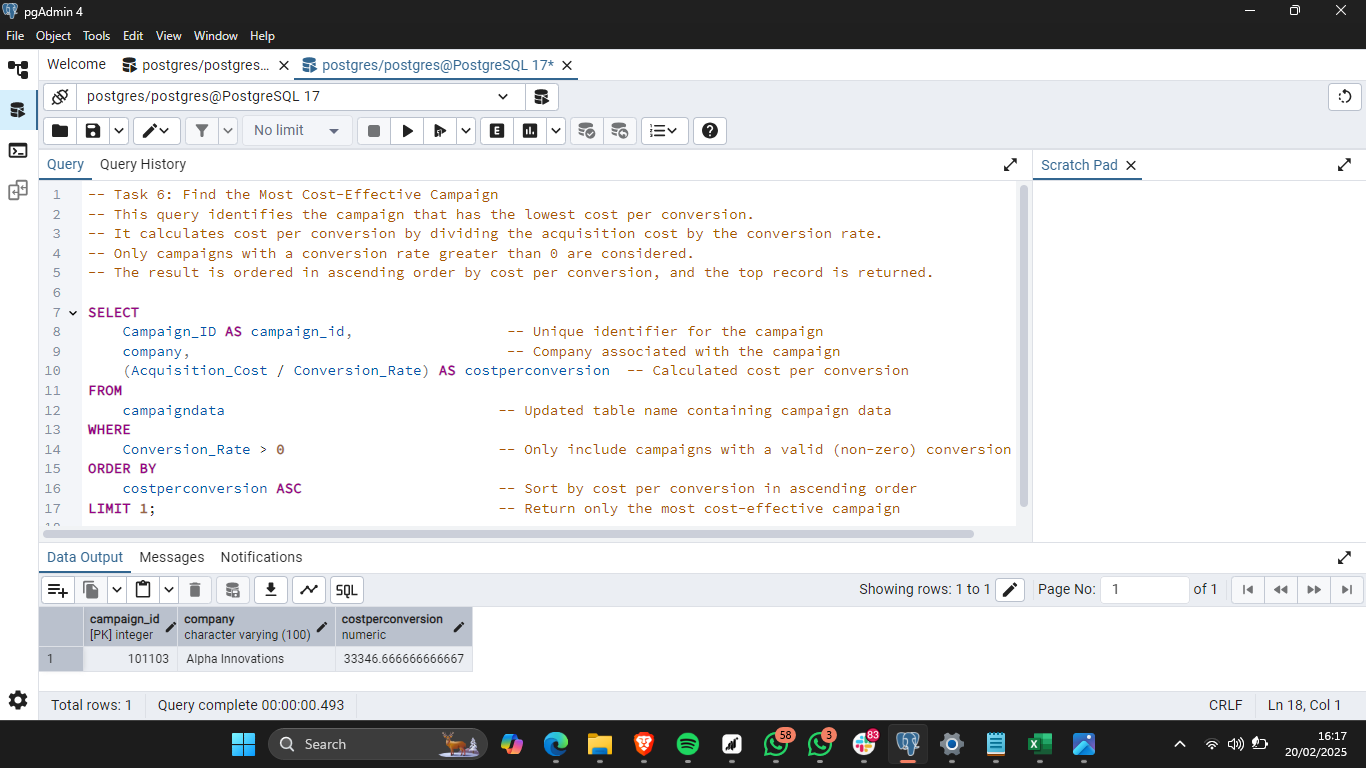 pgAdmin 4
File Object Tools Edit View Window Help
Welcome postgres/postgres... postgres/postgres@PostgreSQL 17*
postgres/postgres@PostgreSQL 17
No limit E
Query Query History Scratch Pad
1 -- Task 6: Find the Most Cost-Effective Campaign
2 -- This query identifies the campaign that has the lowest cost per conversion.
3 -- It calculates cost per conversion by dividing the acquisition cost by the conversion rate.
4 -- Only campaigns with a conversion rate greater than 0 are considered.
5 -- The result is ordered in ascending order by cost per conversion, and the top record is returned.
6
7 SELECT
8 Campaign_ID AS campaign_id, -- Unique identifier for the campaign
9 company, -- Company associated with the campaign
10 (Acquisition_Cost / Conversion_Rate) AS costperconversion -- Calculated cost per conversion
11 FROM
12 campaigndata -- Updated table name containing campaign data
13 WHERE
14 Conversion_Rate > 0 -- Only include campaigns with a valid (non-zero) conversion
15 ORDER BY
16 costperconversion ASC -- Sort by cost per conversion in ascending order
17 LIMIT 1; -- Return only the most cost-effective campaign
18
Data Output Messages Notifications
SQL Showing rows: 1 to 1 Page No: 1 of 1
campaign_id company costperconversion
[PK] integer character varying (100) numeric
1 101103 Alpha Innovations 33346.666666666667
Total rows: 1 Query complete 00:00:00.493 CRLF Ln 18, Col 1
Search 58 3 83 16:17
20/02/2025